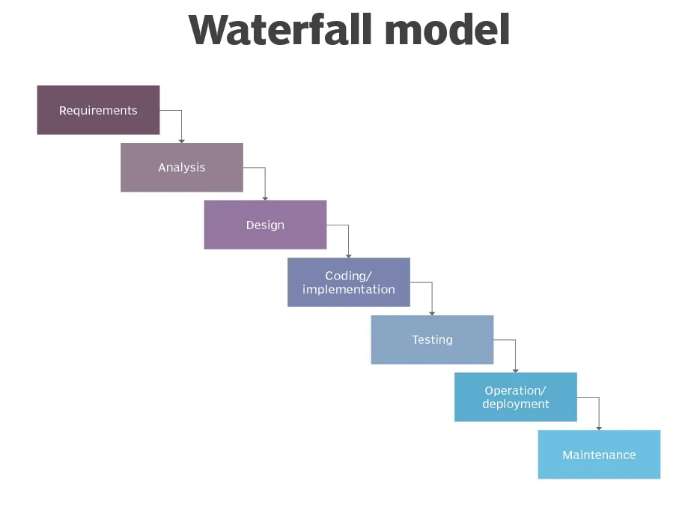 Waterfall model
Requirements
Analysis
Design
Coding/
implementation
Testing
Operation/
deployment
Maintenance